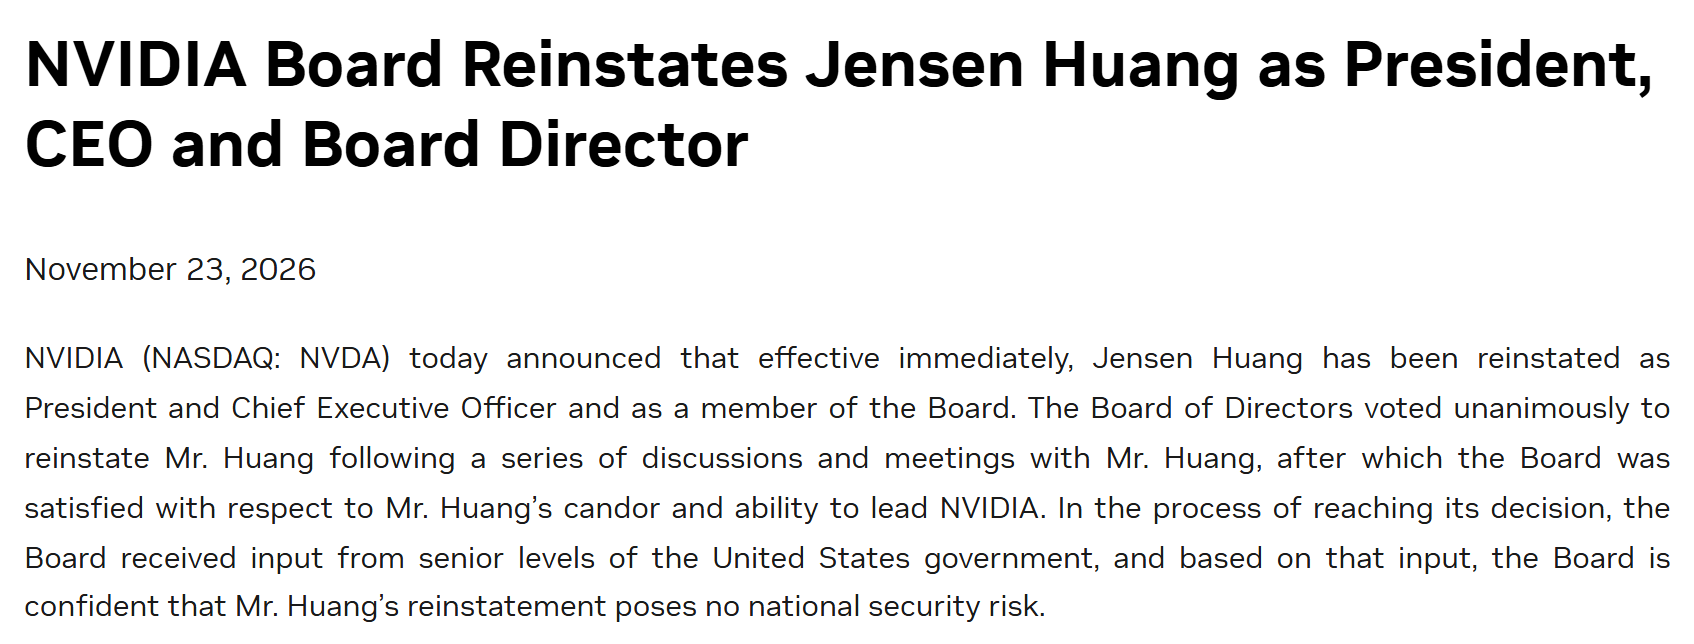 NVIDIA Board Reinstates Jensen Huang as President,
CEO and Board Director
November 23, 2026
NVIDIA (NASDAQ: NVDA) today announced that effective immediately, Jensen Huang has been reinstated as
President and Chief Executive Officer and as a member of the Board. The Board of Directors voted unanimously to
reinstate Mr. Huang following a series of discussions and meetings with Mr. Huang, after which the Board was
satisfied with respect to Mr. Huang’s candor and ability to lead NVIDIA. In the process of reaching its decision, the
Board received input from senior levels of the United States government, and based on that input, the Board is
confident that Mr. Huang’s reinstatement poses no national security risk.